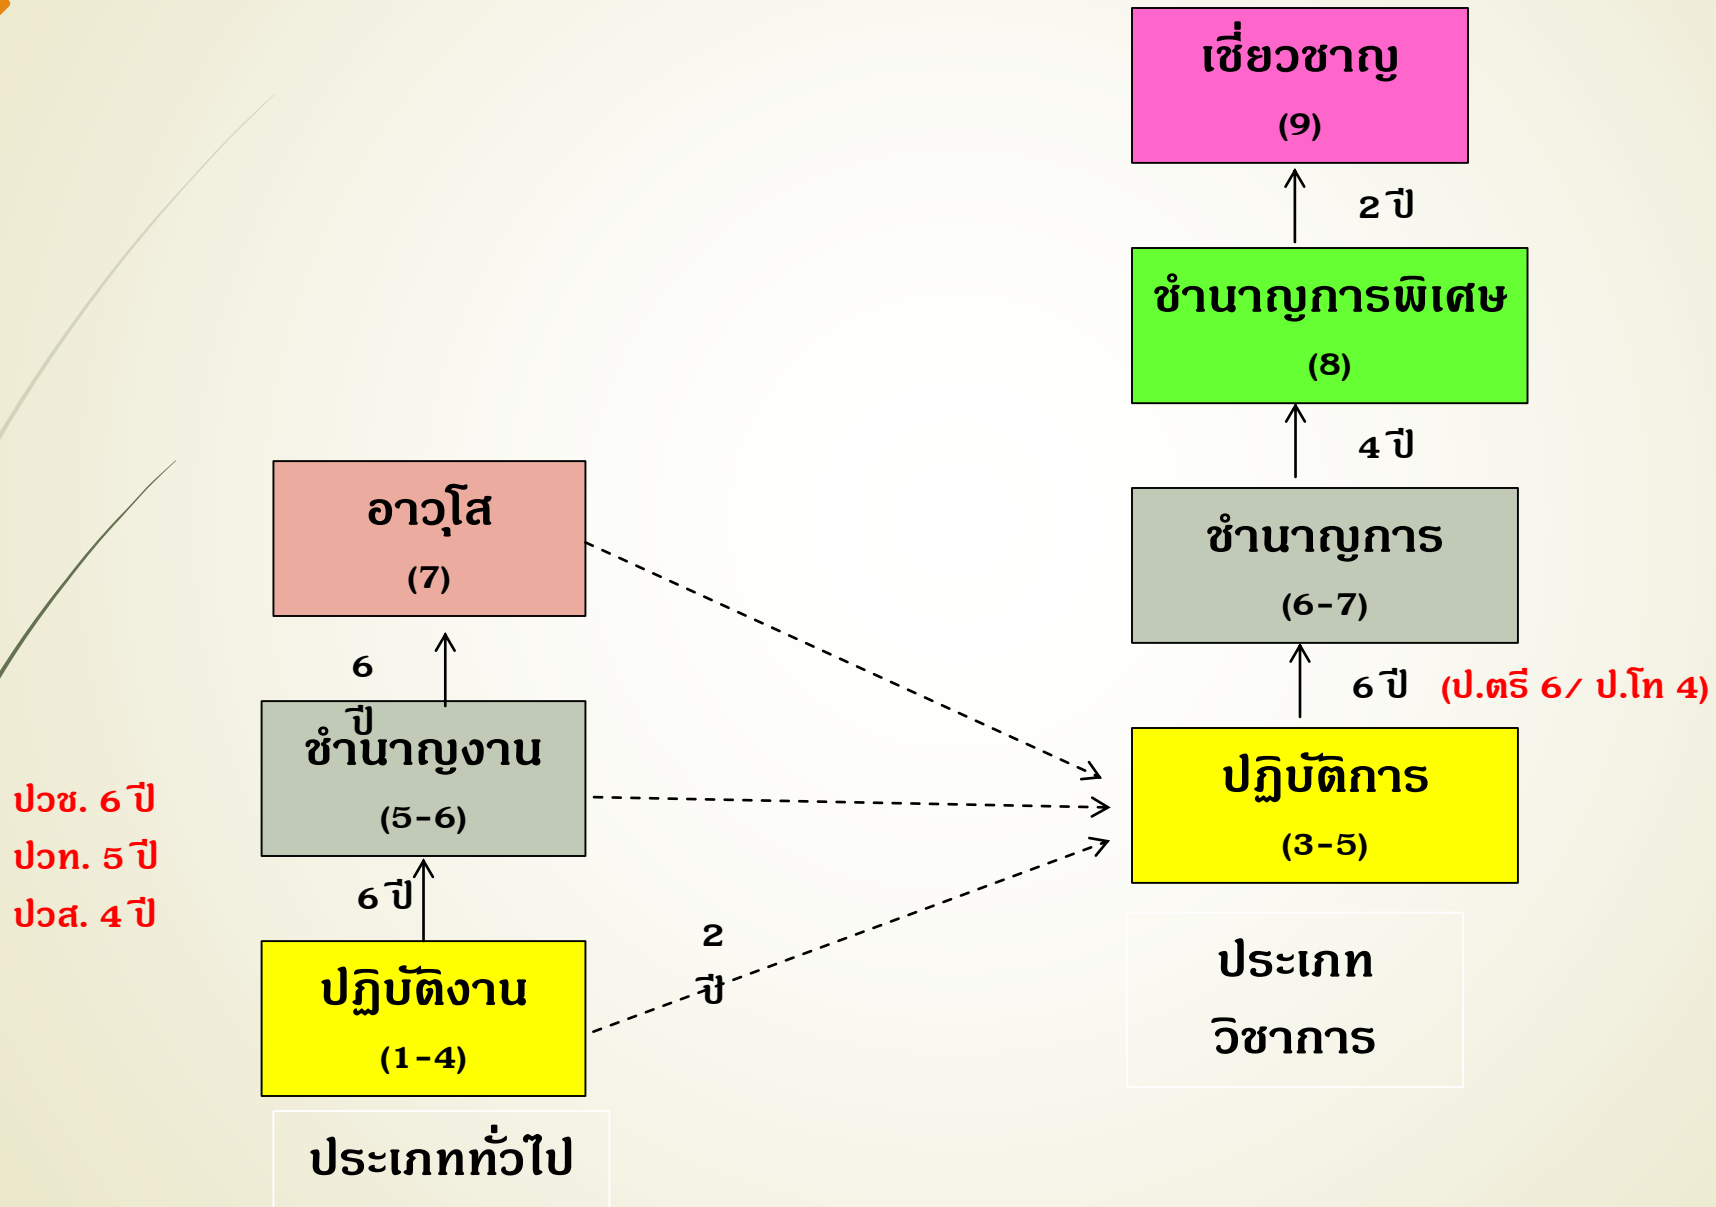 เชี่ยวชาญ
(9)
2 ปี
ชำนาญการพิเศษ
(8)
4 ปี
ชำนาญการ
(6-7)
6 ปี (ป.ตรี 6/ ป.โท 4)
ปฏิบัติการ
(3-5)
ประเภท
วิชาการ
อาวุโส
(7)
6
ปี
ชำนาญงาน
(5-6)
ปวช. 6 ปี
ปวท. 5 ปี
ปวส. 4 ปี
6 ปี
2
ปี
ปฏิบัติงาน
(1-4)
ประเภททั่วไป